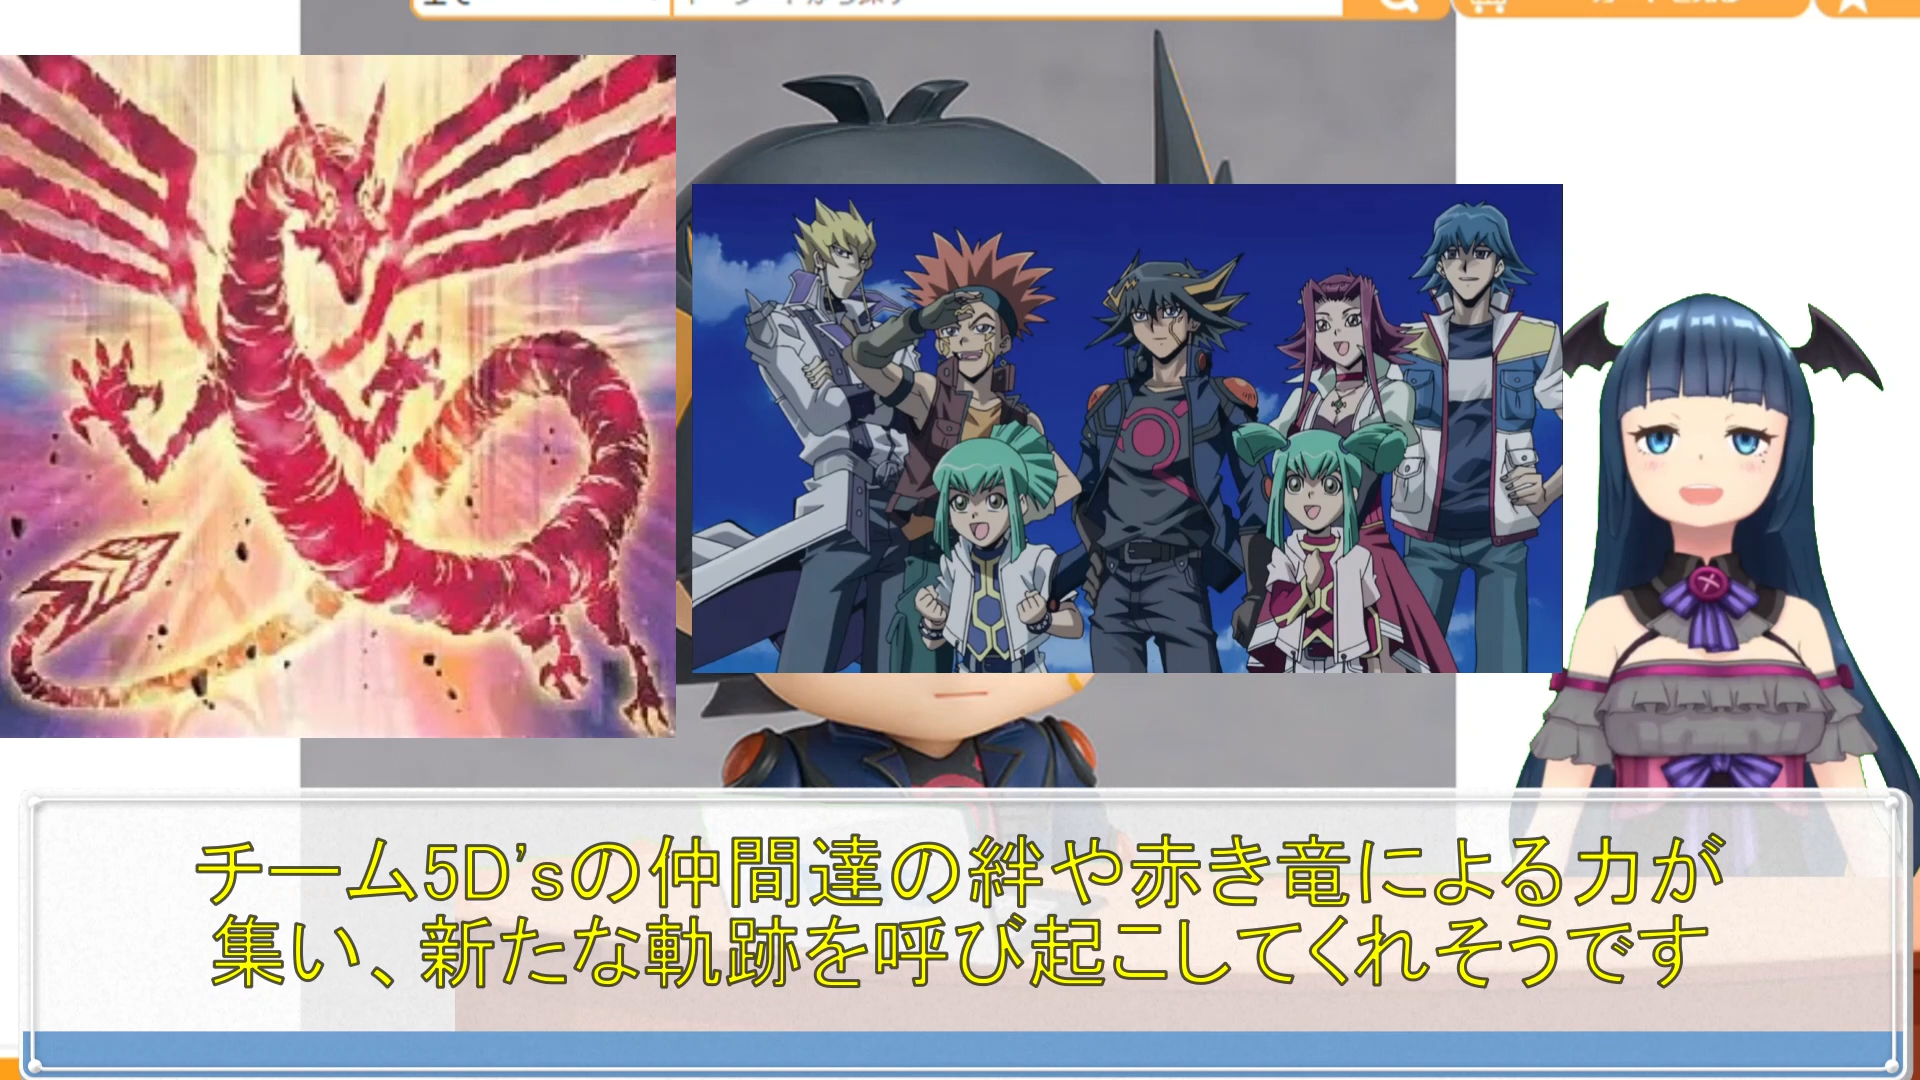 チーム5D'sの仲間達の絆や赤き竜による力が
集い、新たな軌跡を呼び起こしてくれそうです